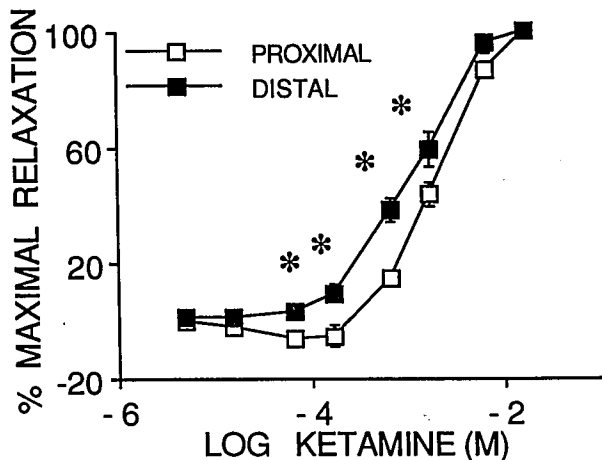 % MAXIMAL RELAXATION
100
60
20
-20
PROXIMAL
DISTAL
*
*
*
*
-6
-4
-2
LOG KETAMINE (M)